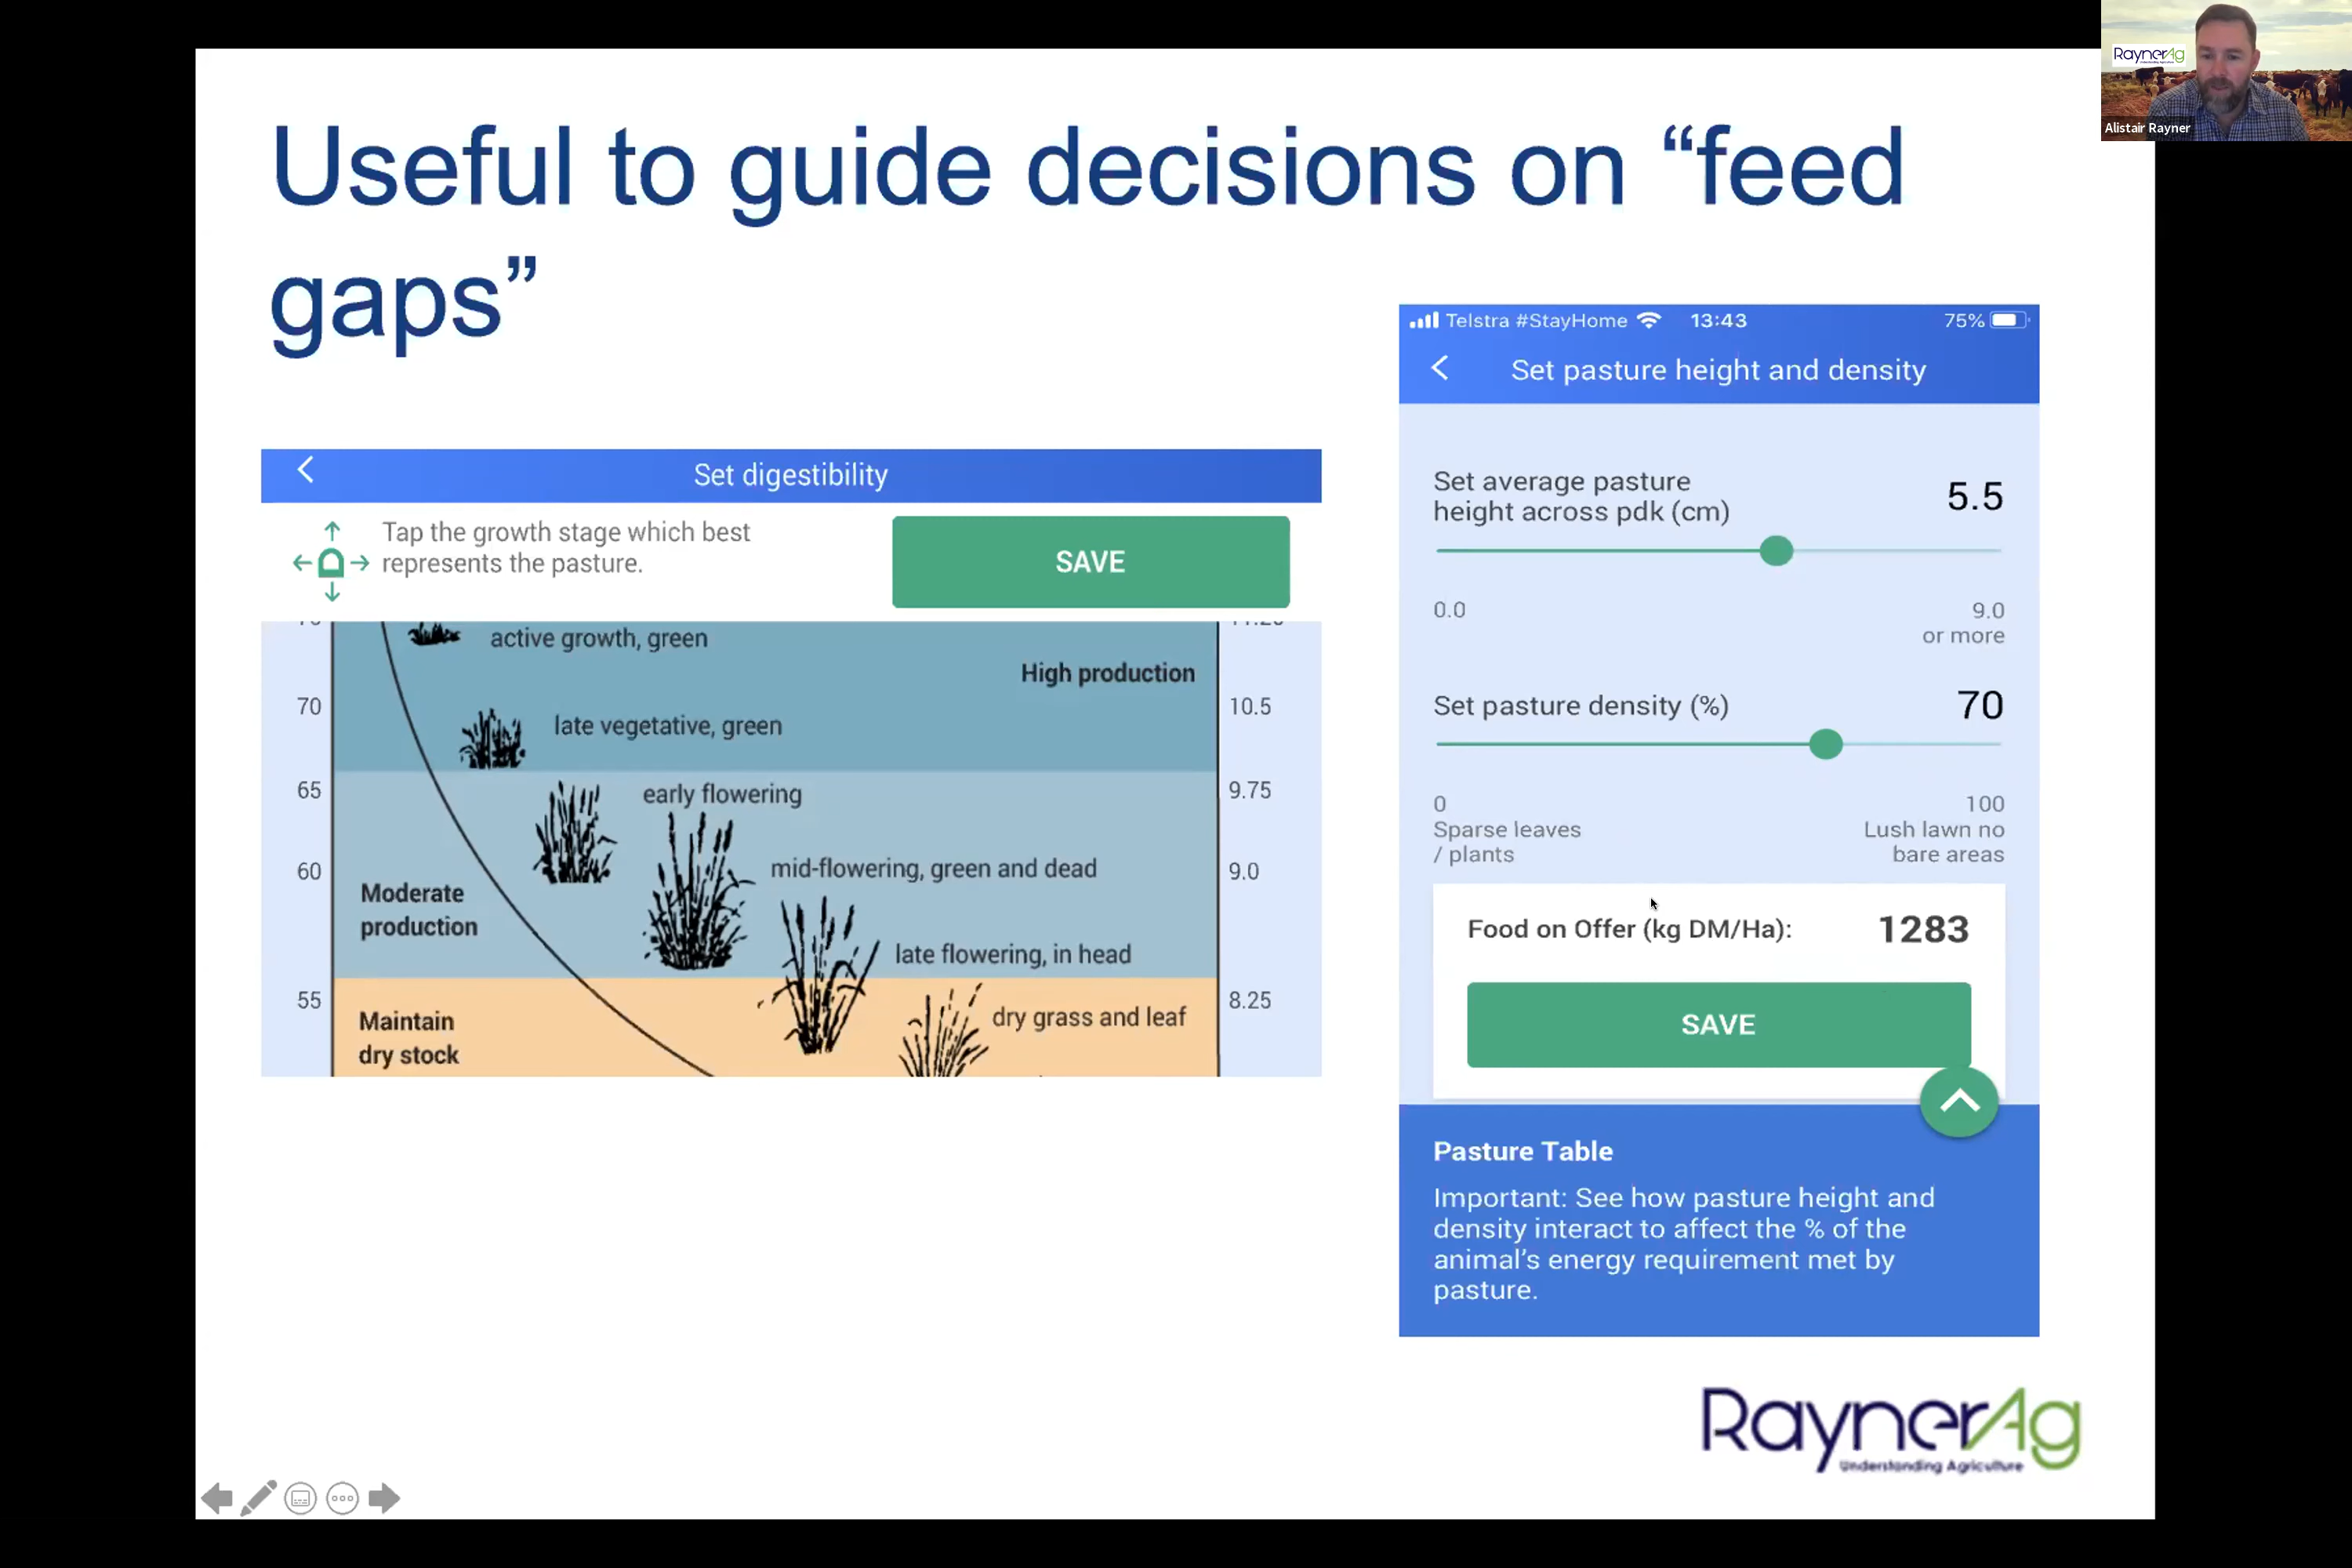 Useful to guide decisions on “feed
gaps”
RaynerAg
Alistair Rayner
Set digestibility
Tap the growth stage which best
represents the pasture.
SAVE
active growth, green
High production
70
10.5
late vegetative, green
65
early flowering
9.75
60
mid-flowering, green and dead
9.0
Moderate
production
late flowering, in head
55
8.25
Maintain
dry stock
dry grass and leaf
Telstra #StayHome 13:43 75%
Set pasture height and density
Set average pasture
height across pdk (cm)
5.5
0.0
9.0
or more
Set pasture density (%)
70
0
Sparse leaves
/ plants
100
Lush lawn no
bare areas
Food on Offer (kg DM/Ha): 1283
SAVE
Pasture Table
Important: See how pasture height and
density interact to affect the % of the
animal’s energy requirement met by
pasture.
RaynerAg
Understanding Agriculture